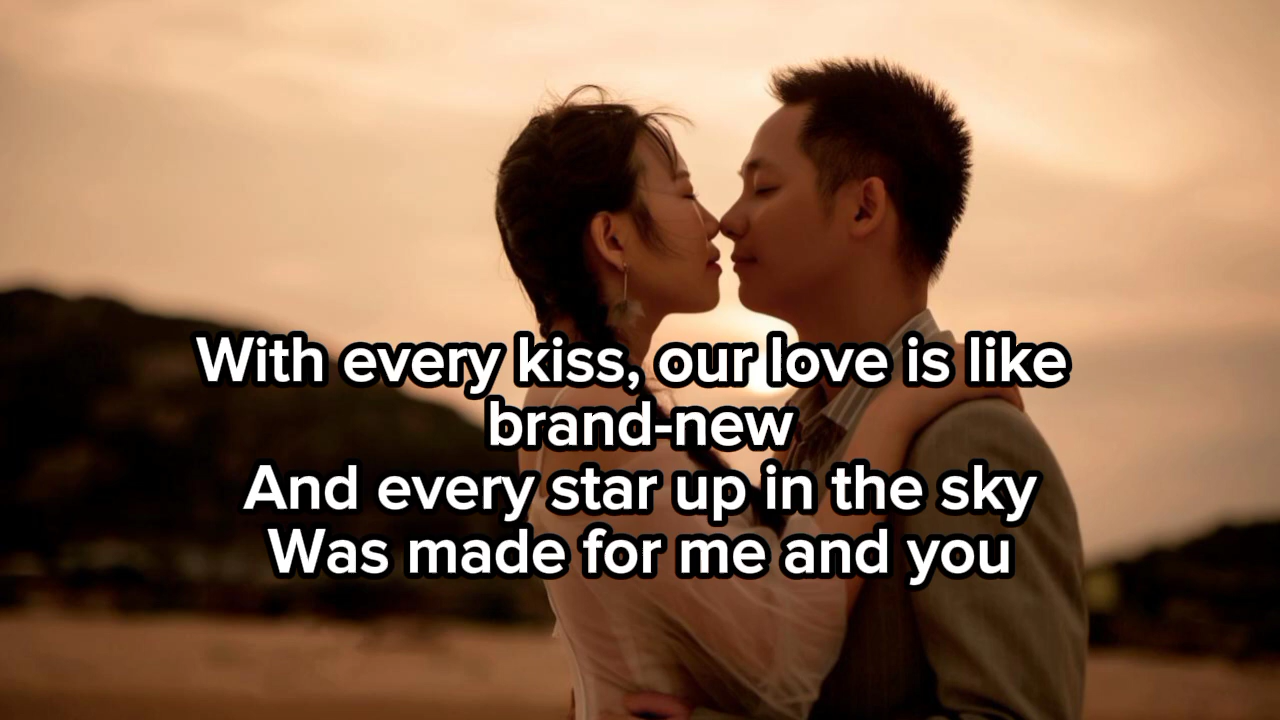 With every kiss, our love is like
brand-new
And every star up in the sky
Was made for me and you